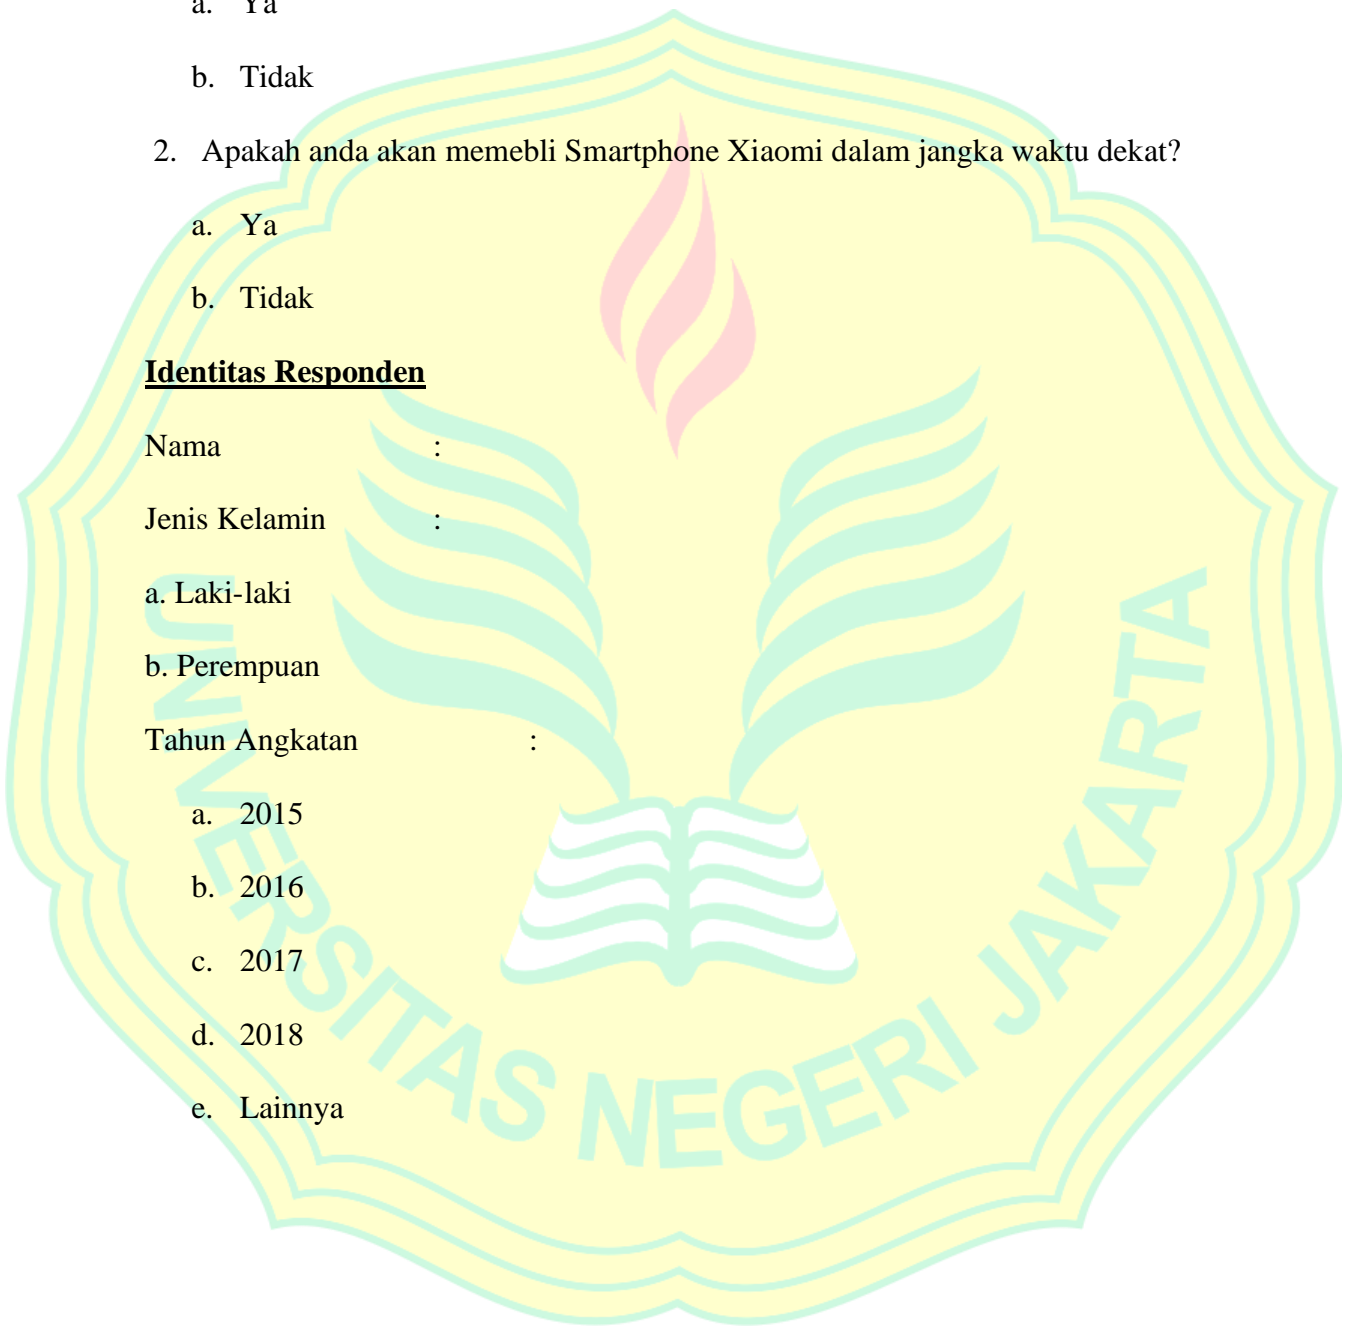 a. Ya
b. Tidak
2. Apakah anda akan memebli Smartphone Xiaomi dalam jangka waktu dekat?
a. Ya
b. Tidak
Identitas Responden
Nama :
Jenis Kelamin :
a. Laki-laki
b. Perempuan
Tahun Angkatan :
a. 2015
b. 2016
c. 2017
d. 2018
e. Lainnya
UNIVERSITAS NEGERI JAKARTA